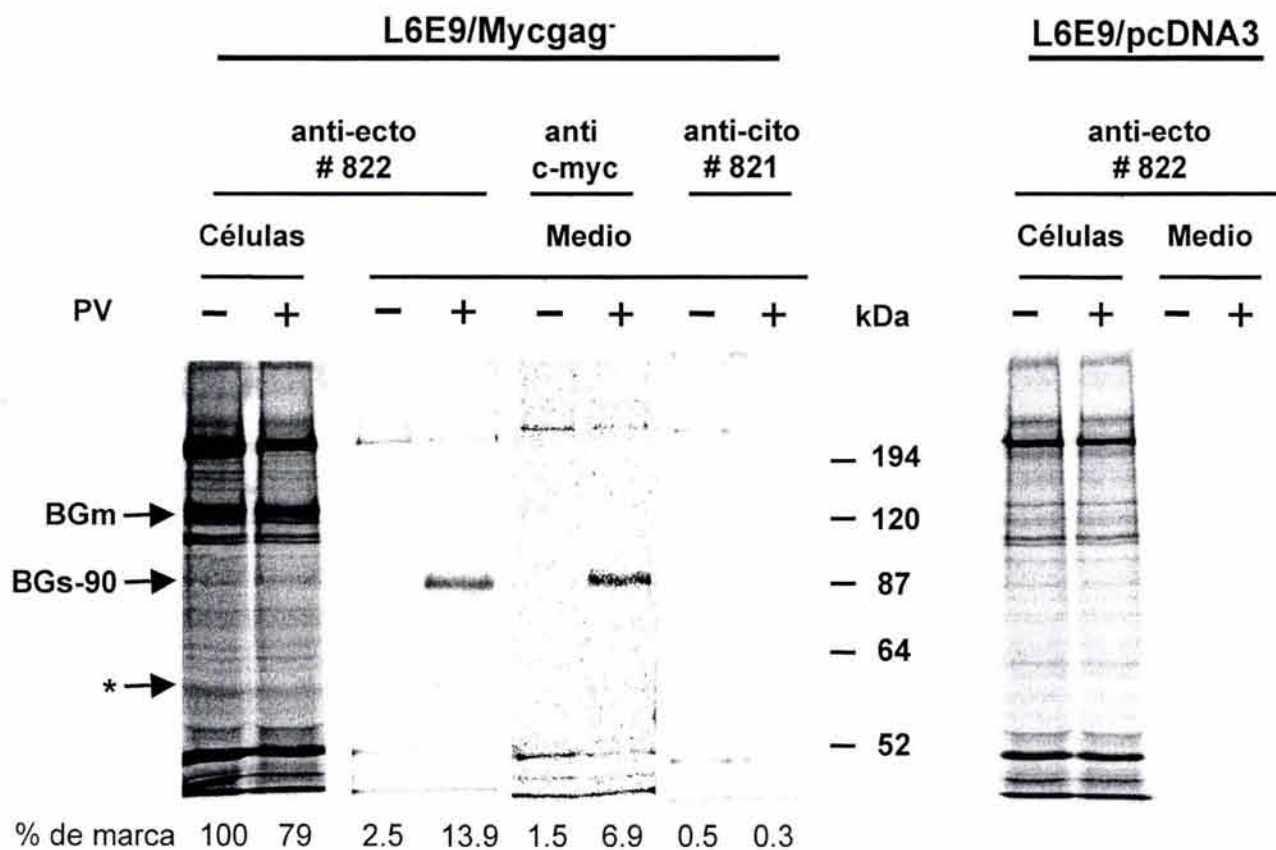 L6E9/Mycgag-
L6E9/pcDNA3
anti-ecto
# 822
anti
c-myc
anti-cito
# 821
anti-ecto
# 822
Células
Medio
Células
Medio
PV
− + − + − + − + kDa − + − +
BGm
BGs-90
*
194
120
87
64
52
% de marca 100 79 2.5 13.9 1.5 6.9 0.5 0.3